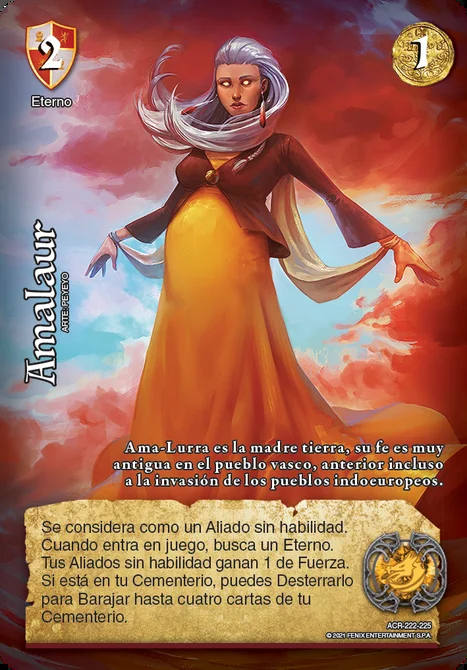 2
1
Eterno
Amalaur
ARTE: PEYEYO
Ama-Lurra es la madre tierra, su fe es muy
antigua en el pueblo vasco, anterior incluso
a la invasión de los pueblos indoeuropeos.
Se considera como un Aliado sin habilidad.
Cuando entra en juego, busca un Eterno.
Tus Aliados sin habilidad ganan 1 de Fuerza.
Si está en tu Cementerio, puedes Desterrarlo
para Barajar hasta cuatro cartas de tu
Cementerio.
ACR-222-225
© 2021 FENIX ENTERTAINMENT S.P.A.